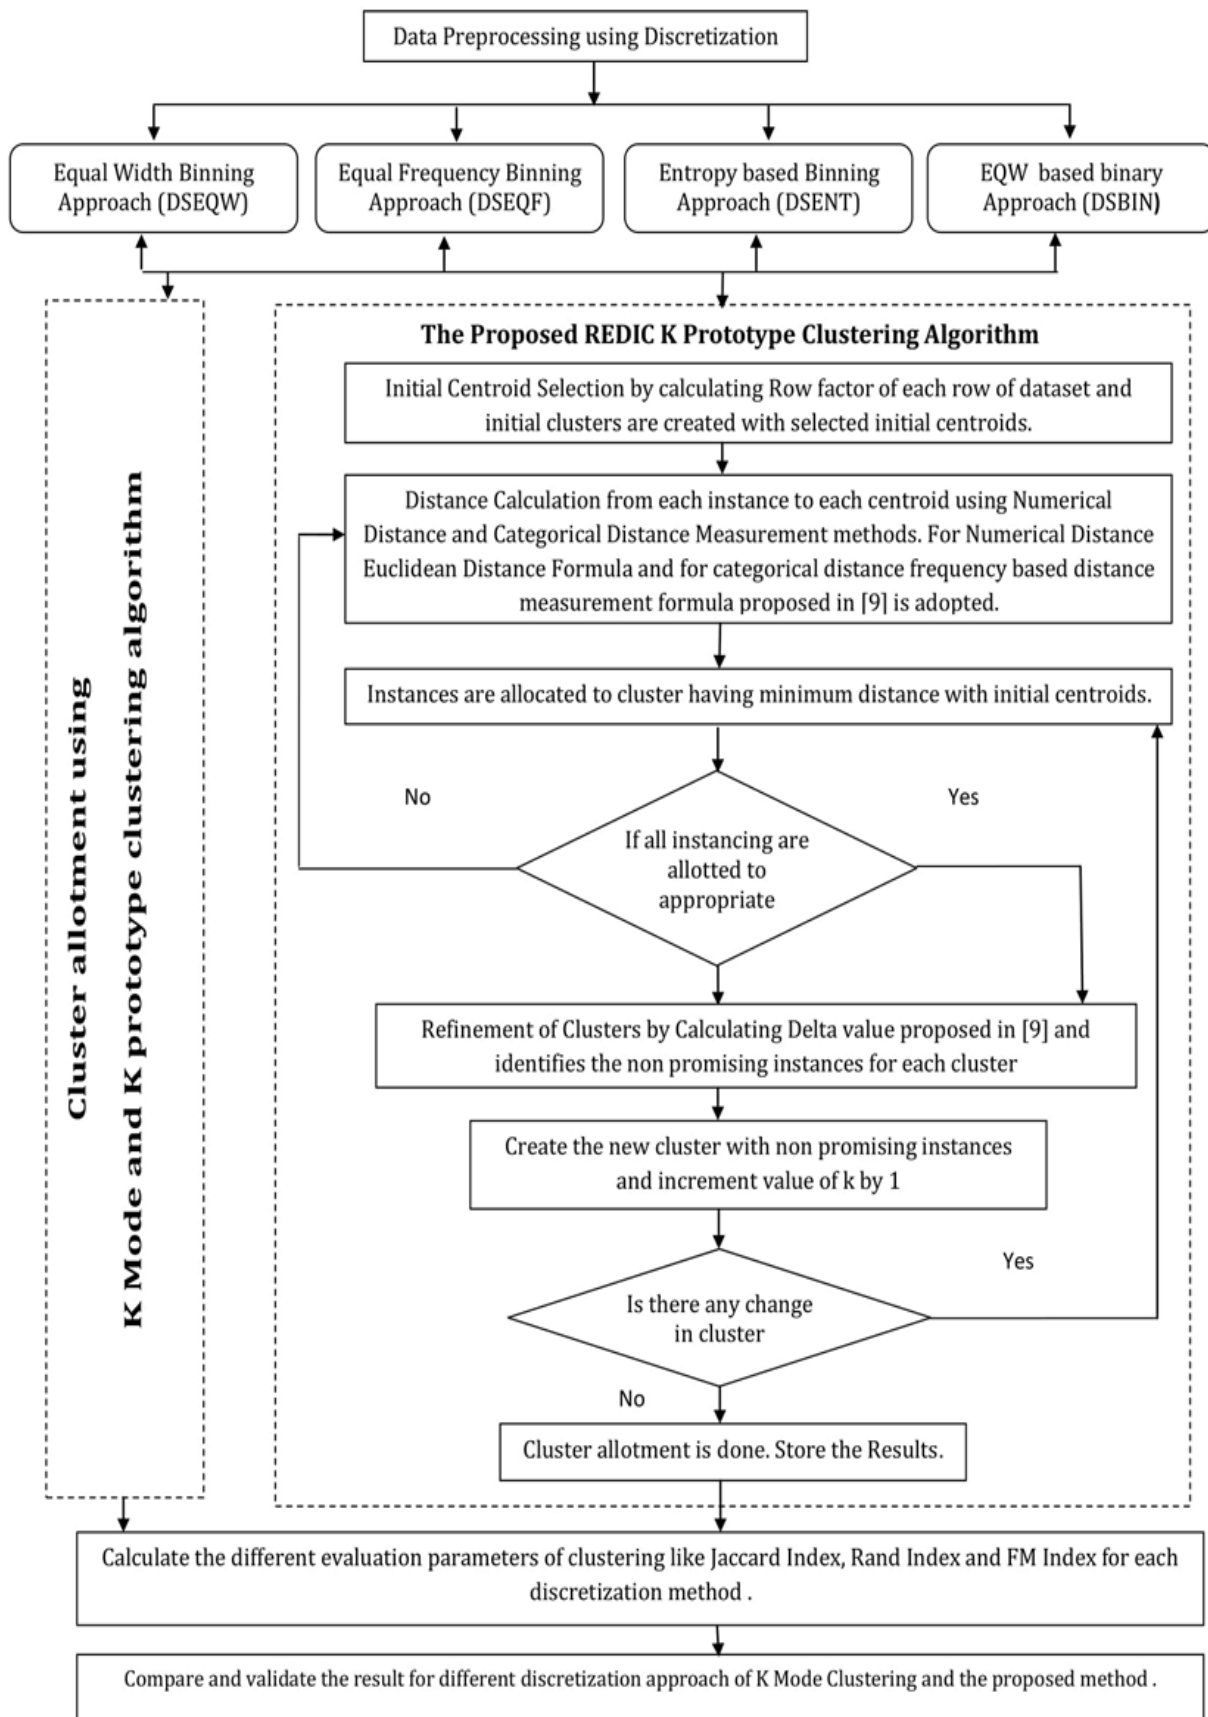 Data Preprocessing using Discretization
Equal Width Binning
Approach (DSEQW)
Equal Frequency Binning
Approach (DSEQF)
Entropy based Binning
Approach (DSENT)
EQW based binary
Approach (DSBIN)
Cluster allotment using
K Mode and K prototype clustering algorithm
The Proposed REDIC K Prototype Clustering Algorithm
Initial Centroid Selection by calculating Row factor of each row of dataset and
initial clusters are created with selected initial centroids.
Distance Calculation from each instance to each centroid using Numerical
Distance and Categorical Distance Measurement methods. For Numerical Distance
Euclidean Distance Formula and for categorical distance frequency based distance
measurement formula proposed in [9] is adopted.
Instances are allocated to cluster having minimum distance with initial centroids.
No
Yes
If all instancing are
allotted to
appropriate
Refinement of Clusters by Calculating Delta value proposed in [9] and
identifies the non promising instances for each cluster
Create the new cluster with non promising instances
and increment value of k by 1
Yes
Is there any change
in cluster
No
Cluster allotment is done. Store the Results.
Calculate the different evaluation parameters of clustering like Jaccard Index, Rand Index and FM Index for each
discretization method .
Compare and validate the result for different discretization approach of K Mode Clustering and the proposed method .